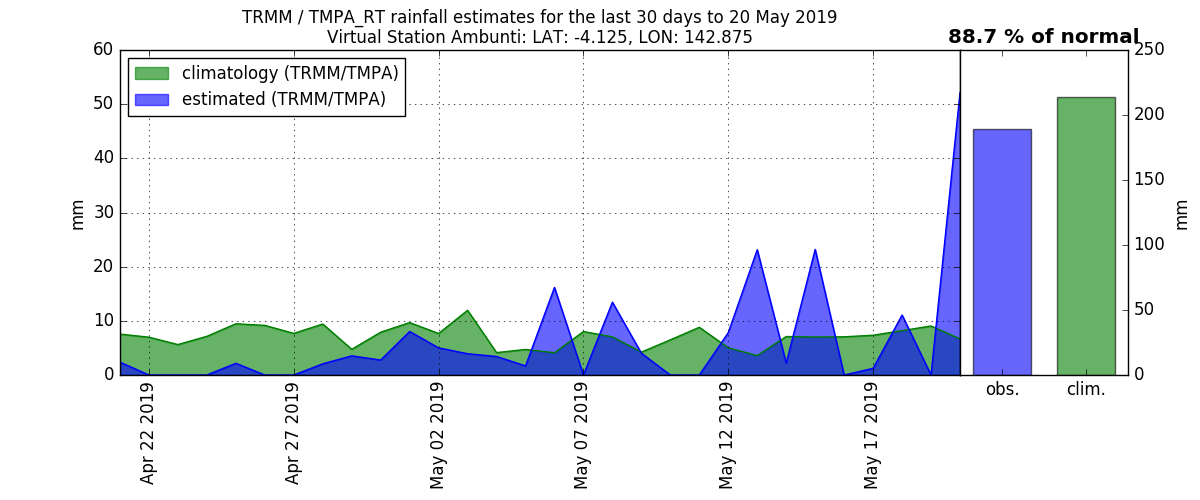 TRMM / TMPA_RT rainfall estimates for the last 30 days to 20 May 2019
Virtual Station Ambunti: LAT: -4.125, LON: 142.875
88.7 % of normal
climatology (TRMM/TMPA)
estimated (TRMM/TMPA)
60
50
40
30
20
10
0
mm
Apr 22 2019
Apr 27 2019
May 02 2019
May 07 2019
May 12 2019
May 17 2019
obs.
clim.
250
200
150
100
50
0
mm